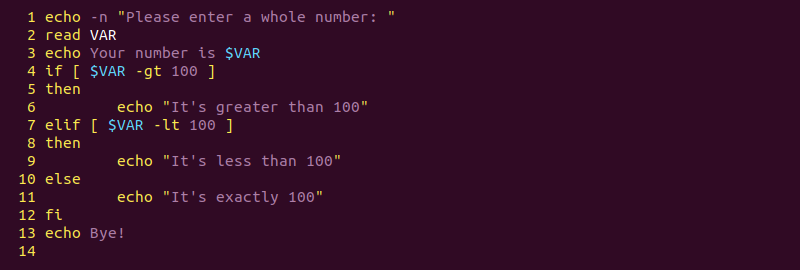 1 echo -n "Please enter a whole number: "
2 read VAR
3 echo Your number is $VAR
4 if [ $VAR -gt 100 ]
5 then
6         echo "It's greater than 100"
7 elif [ $VAR -lt 100 ]
8 then
9         echo "It's less than 100"
10 else
11         echo "It's exactly 100"
12 fi
13 echo Bye!
14